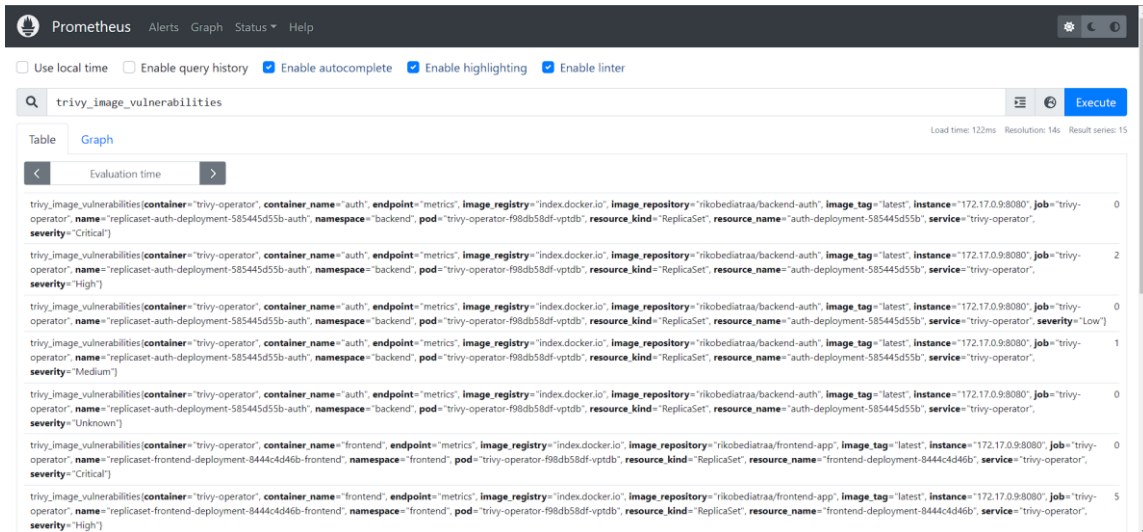 Prometheus Alerts Graph Status Help
Use local time Enable query history Enable autocomplete Enable highlighting Enable linter
trivy_image_vulnerabilities Execute
Table Graph Load time: 122ms Resolution: 14s Result series: 15
Evaluation time
trivy_image_vulnerabilities{container="trivy-operator", container_name="auth", endpoint="metrics", image_registry="index.docker.io", image_repository="rikobediatraa/backend-auth", image_tag="latest", instance="172.17.0.9:8080", job="trivy- 0
operator", name="replicaset-auth-deployment-585445d55b-auth", namespace="backend", pod="trivy-operator-f98db58df-vptdb", resource_kind="ReplicaSet", resource_name="auth-deployment-585445d55b", service="trivy-operator",
severity="Critical"}
trivy_image_vulnerabilities{container="trivy-operator", container_name="auth", endpoint="metrics", image_registry="index.docker.io", image_repository="rikobediatraa/backend-auth", image_tag="latest", instance="172.17.0.9:8080", job="trivy- 2
operator", name="replicaset-auth-deployment-585445d55b-auth", namespace="backend", pod="trivy-operator-f98db58df-vptdb", resource_kind="ReplicaSet", resource_name="auth-deployment-585445d55b", service="trivy-operator",
severity="High"}
trivy_image_vulnerabilities{container="trivy-operator", container_name="auth", endpoint="metrics", image_registry="index.docker.io", image_repository="rikobediatraa/backend-auth", image_tag="latest", instance="172.17.0.9:8080", job="trivy- 0
operator", name="replicaset-auth-deployment-585445d55b-auth", namespace="backend", pod="trivy-operator-f98db58df-vptdb", resource_kind="ReplicaSet", resource_name="auth-deployment-585445d55b", service="trivy-operator", severity="Low"}
trivy_image_vulnerabilities{container="trivy-operator", container_name="auth", endpoint="metrics", image_registry="index.docker.io", image_repository="rikobediatraa/backend-auth", image_tag="latest", instance="172.17.0.9:8080", job="trivy- 1
operator", name="replicaset-auth-deployment-585445d55b-auth", namespace="backend", pod="trivy-operator-f98db58df-vptdb", resource_kind="ReplicaSet", resource_name="auth-deployment-585445d55b", service="trivy-operator",
severity="Medium"}
trivy_image_vulnerabilities{container="trivy-operator", container_name="auth", endpoint="metrics", image_registry="index.docker.io", image_repository="rikobediatraa/backend-auth", image_tag="latest", instance="172.17.0.9:8080", job="trivy- 0
operator", name="replicaset-auth-deployment-585445d55b-auth", namespace="backend", pod="trivy-operator-f98db58df-vptdb", resource_kind="ReplicaSet", resource_name="auth-deployment-585445d55b", service="trivy-operator",
severity="Unknown"}
trivy_image_vulnerabilities{container="trivy-operator", container_name="frontend", endpoint="metrics", image_registry="index.docker.io", image_repository="rikobediatraa/frontend-app", image_tag="latest", instance="172.17.0.9:8080", job="trivy- 0
operator", name="replicaset-frontend-deployment-8444c4d46b-frontend", namespace="frontend", pod="trivy-operator-f98db58df-vptdb", resource_kind="ReplicaSet", resource_name="frontend-deployment-8444c4d46b", service="trivy-operator",
severity="Critical"}
trivy_image_vulnerabilities{container="trivy-operator", container_name="frontend", endpoint="metrics", image_registry="index.docker.io", image_repository="rikobediatraa/frontend-app", image_tag="latest", instance="172.17.0.9:8080", job="trivy- 5
operator", name="replicaset-frontend-deployment-8444c4d46b-frontend", namespace="frontend", pod="trivy-operator-f98db58df-vptdb", resource_kind="ReplicaSet", resource_name="frontend-deployment-8444c4d46b", service="trivy-operator",
severity="High"}